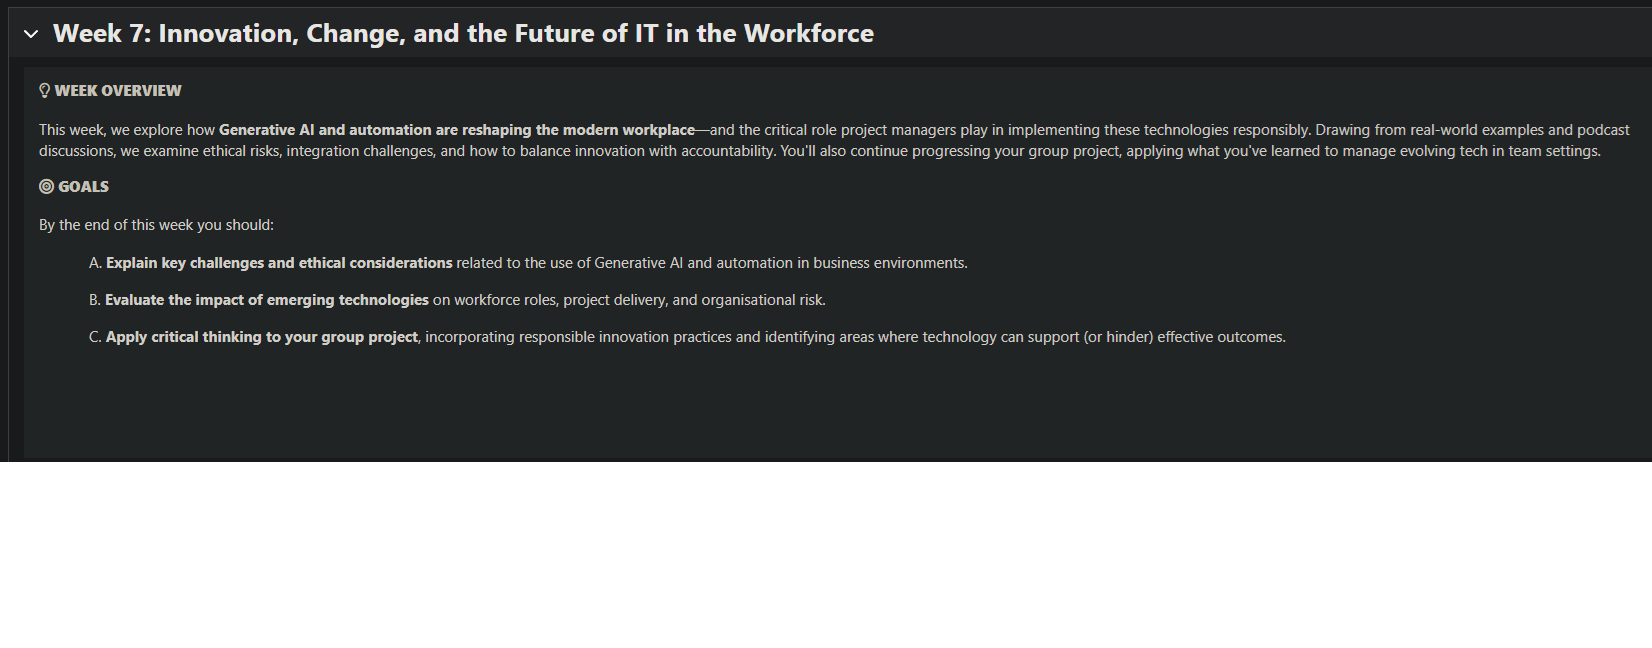 Week 7: Innovation, Change, and the Future of IT in the Workforce
WEEK OVERVIEW
This week, we explore how Generative AI and automation are reshaping the modern workplace—and the critical role project managers play in implementing these technologies responsibly. Drawing from real-world examples and podcast
discussions, we examine ethical risks, integration challenges, and how to balance innovation with accountability. You'll also continue progressing your group project, applying what you've learned to manage evolving tech in team settings.
GOALS
By the end of this week you should:
A. Explain key challenges and ethical considerations related to the use of Generative AI and automation in business environments.
B. Evaluate the impact of emerging technologies on workforce roles, project delivery, and organisational risk.
C. Apply critical thinking to your group project, incorporating responsible innovation practices and identifying areas where technology can support (or hinder) effective outcomes.